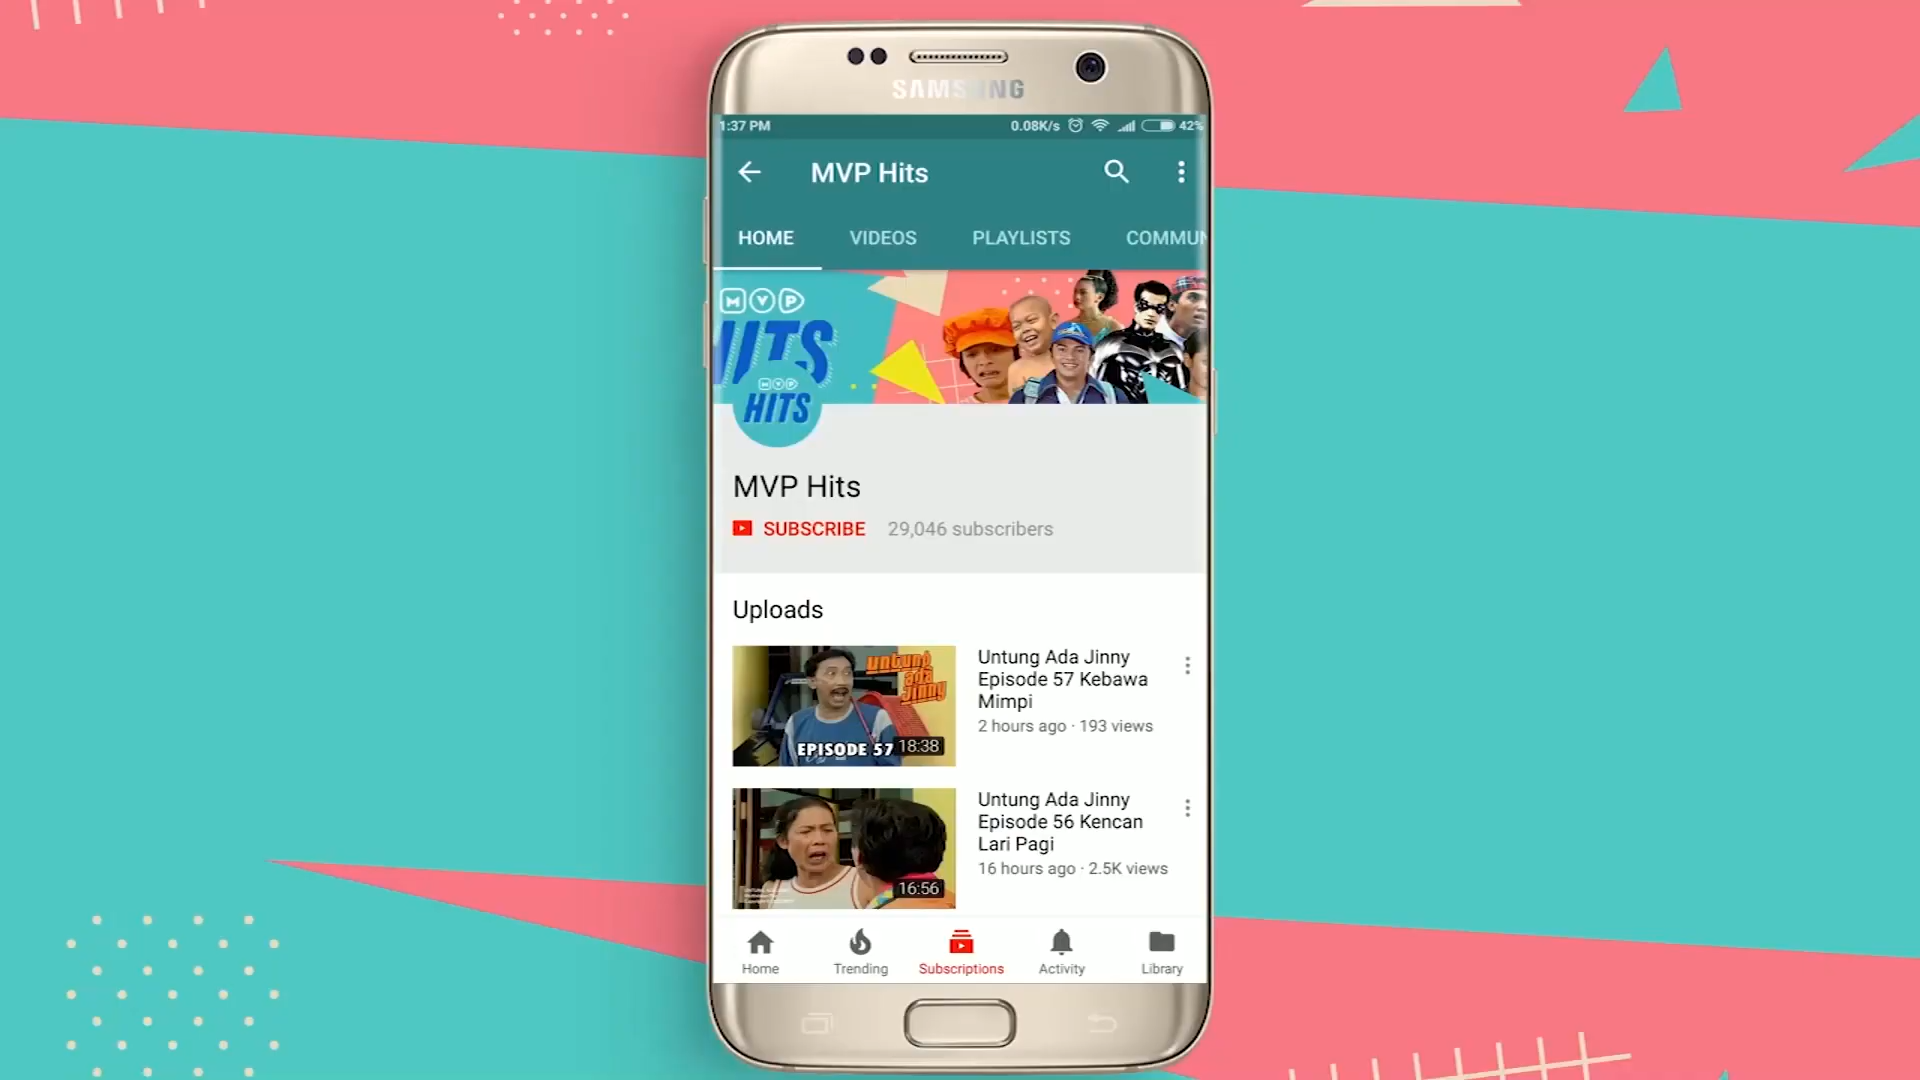 SAMSUNG
1:37 PM 0.08K/s 42%
MVP Hits
HOME VIDEOS PLAYLISTS COMMUN
MVP
HITS
MVP
HITS
MVP Hits
SUBSCRIBE 29,046 subscribers
Uploads
untung
ada
jinny
EPISODE 57 18:38
Untung Ada Jinny
Episode 57 Kebawa
Mimpi
2 hours ago · 193 views
16:56
Untung Ada Jinny
Episode 56 Kencan
Lari Pagi
16 hours ago · 2.5K views
Home Trending Subscriptions Activity Library